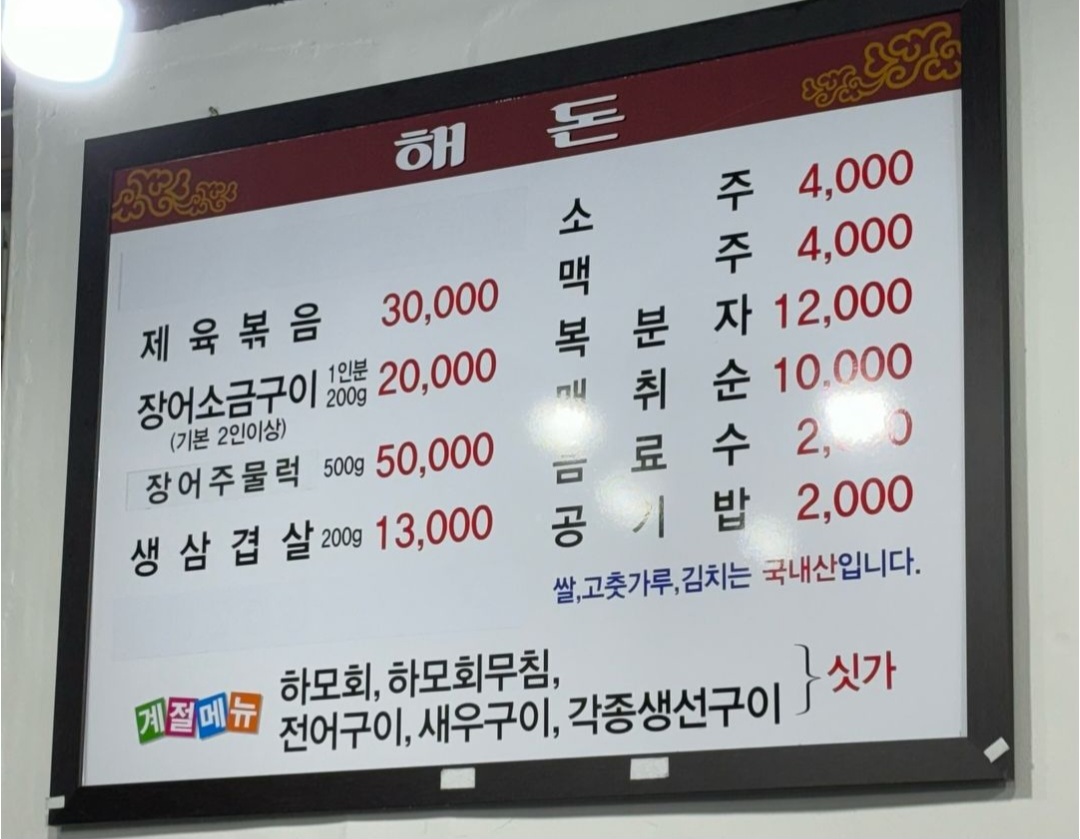 해돈
제육볶음 30,000
장어소금구이 1인분 200g 20,000
(기본 2인이상)
장어주물럭 500g 50,000
생삼겹살 200g 13,000
소주 4,000
맥주 4,000
복분자 12,000
매취순 10,000
음료수
공기밥 2,000
쌀,고춧가루,김치는 국내산입니다.
계절메뉴
하모회, 하모회무침,
전어구이, 새우구이, 각종생선구이 } 싯가